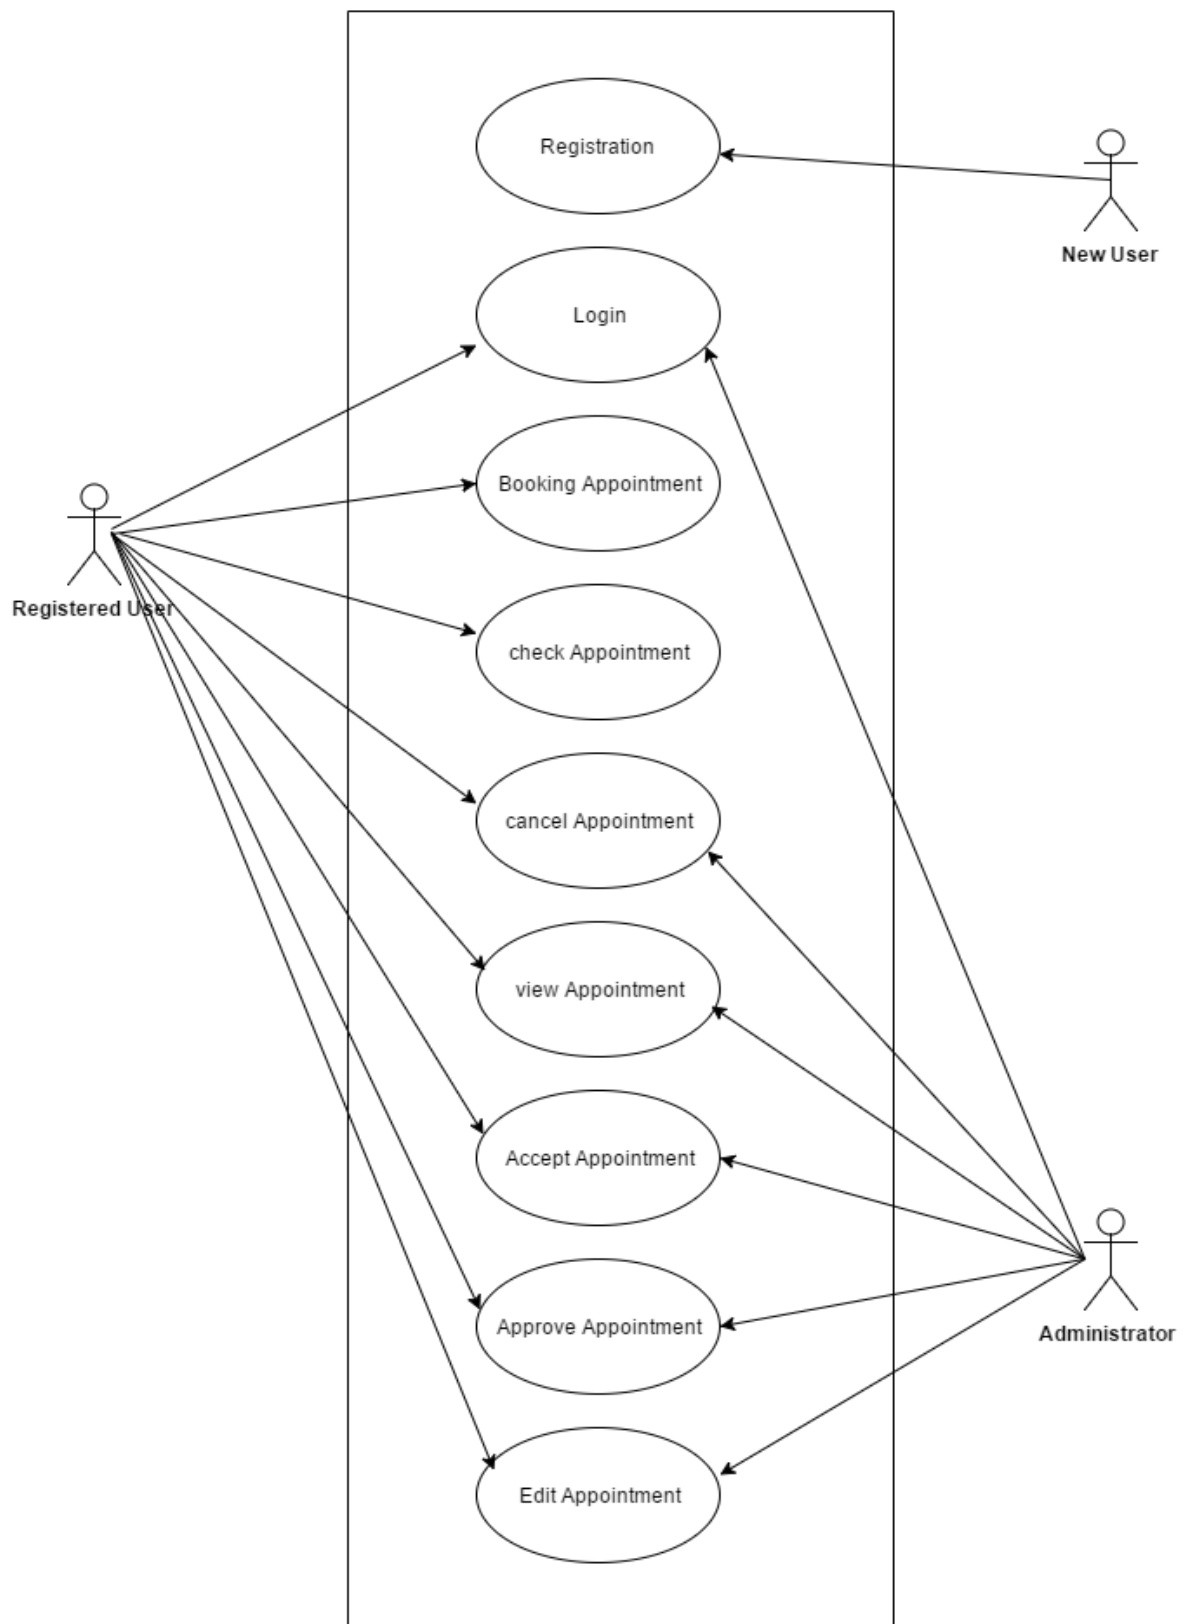 Registration
New User
Login
Booking Appointment
Registered User
check Appointment
cancel Appointment
view Appointment
Accept Appointment
Approve Appointment
Administrator
Edit Appointment